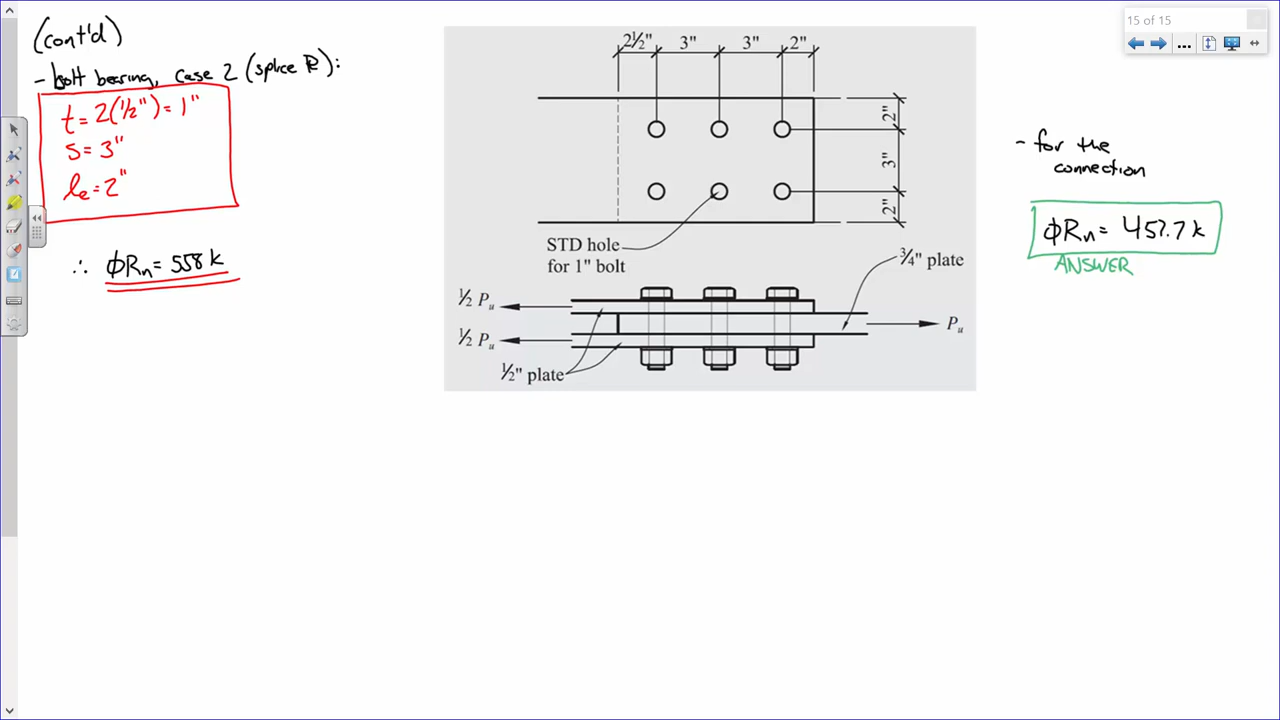 (cont'd)
- bolt bearing, case 2 (splice PL):
t = 2(1/2") = 1"
s = 3"
le = 2"
∴ ϕRn = 558 k
2½" 3" 3" 2"
2"
3"
2"
STD hole
for 1" bolt
¾" plate
½ Pu
½ Pu
Pu
½" plate
- for the
connection
ϕRn = 457.7 k
ANSWER
15 of 15
...